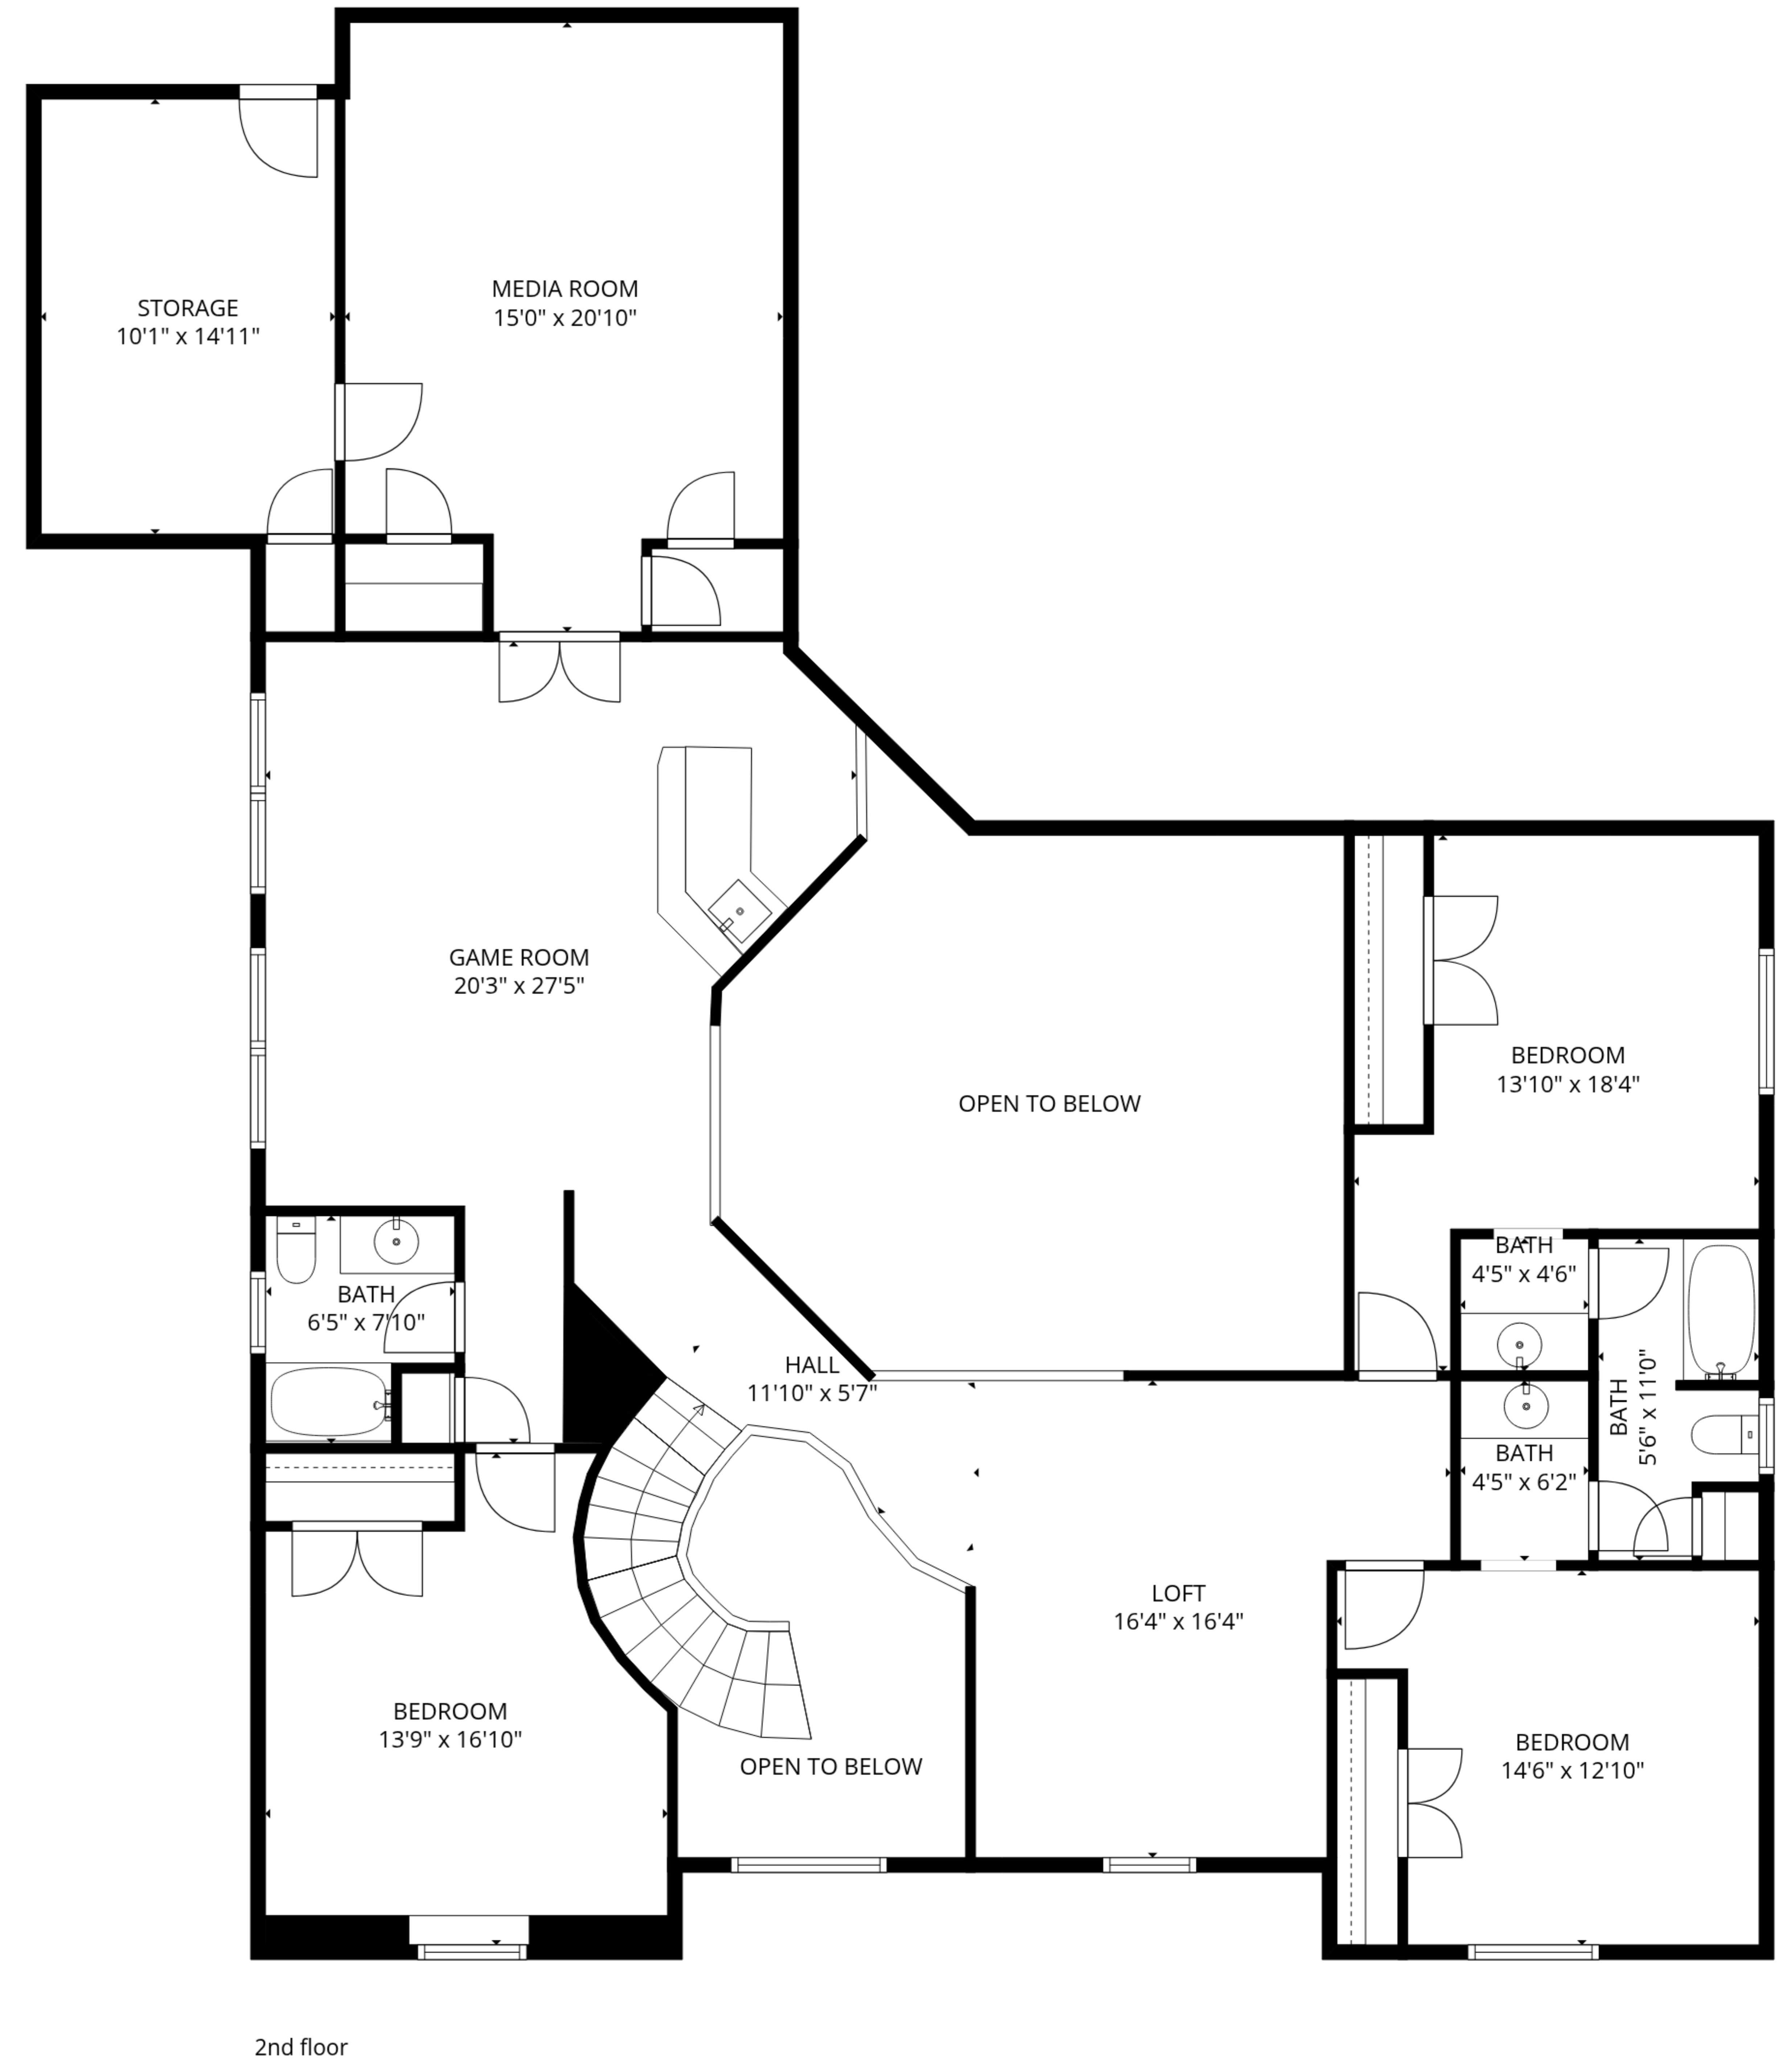 MEDIA ROOM
15'0" x 20'10"
STORAGE
10'1" x 14'11"
GAME ROOM
20'3" x 27'5"
BEDROOM
13'10" x 18'4"
OPEN TO BELOW
BATH
4'5" x 4'6"
BATH
6'5" x 7'10"
HALL
11'10" x 5'7"
BATH
5'6" x 11'0"
BATH
4'5" x 6'2"
LOFT
16'4" x 16'4"
BEDROOM
13'9" x 16'10"
BEDROOM
14'6" x 12'10"
OPEN TO BELOW
2nd floor